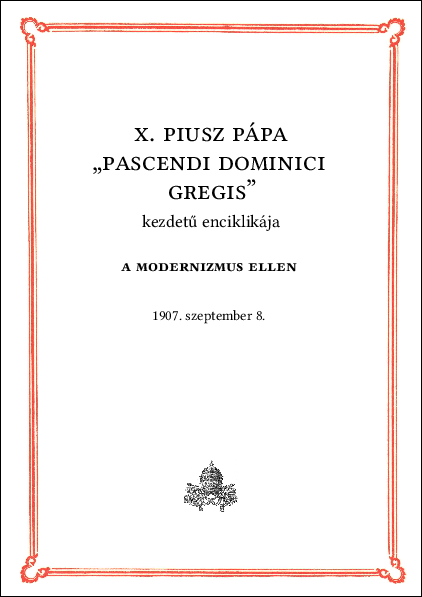 X. PIUSZ PÁPA
„PASCENDI DOMINICI
GREGIS”
kezdetű enciklikája
A MODERNIZMUS ELLEN
1907. szeptember 8.